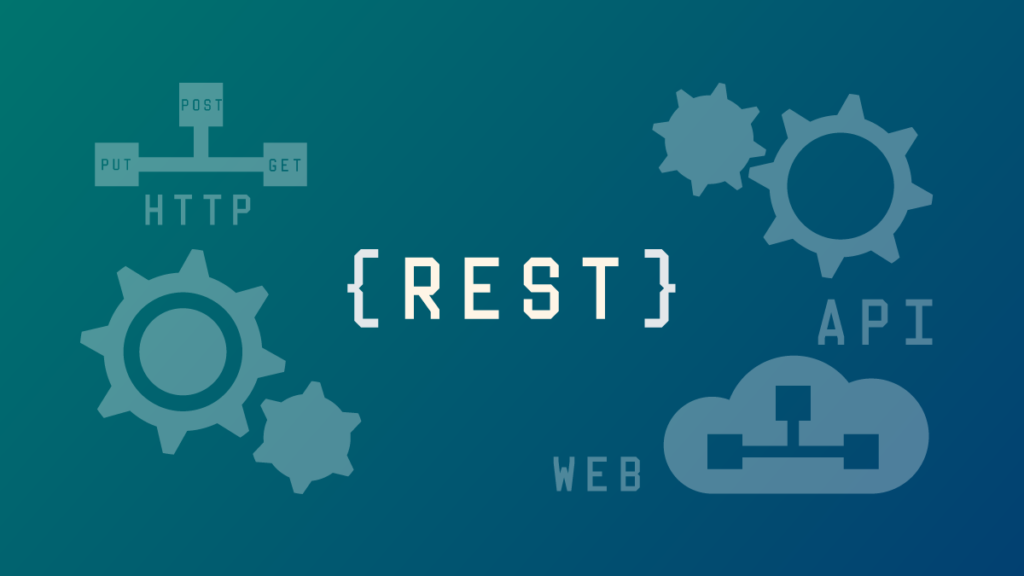 POST
PUT GET
HTTP
{REST}
API
WEB